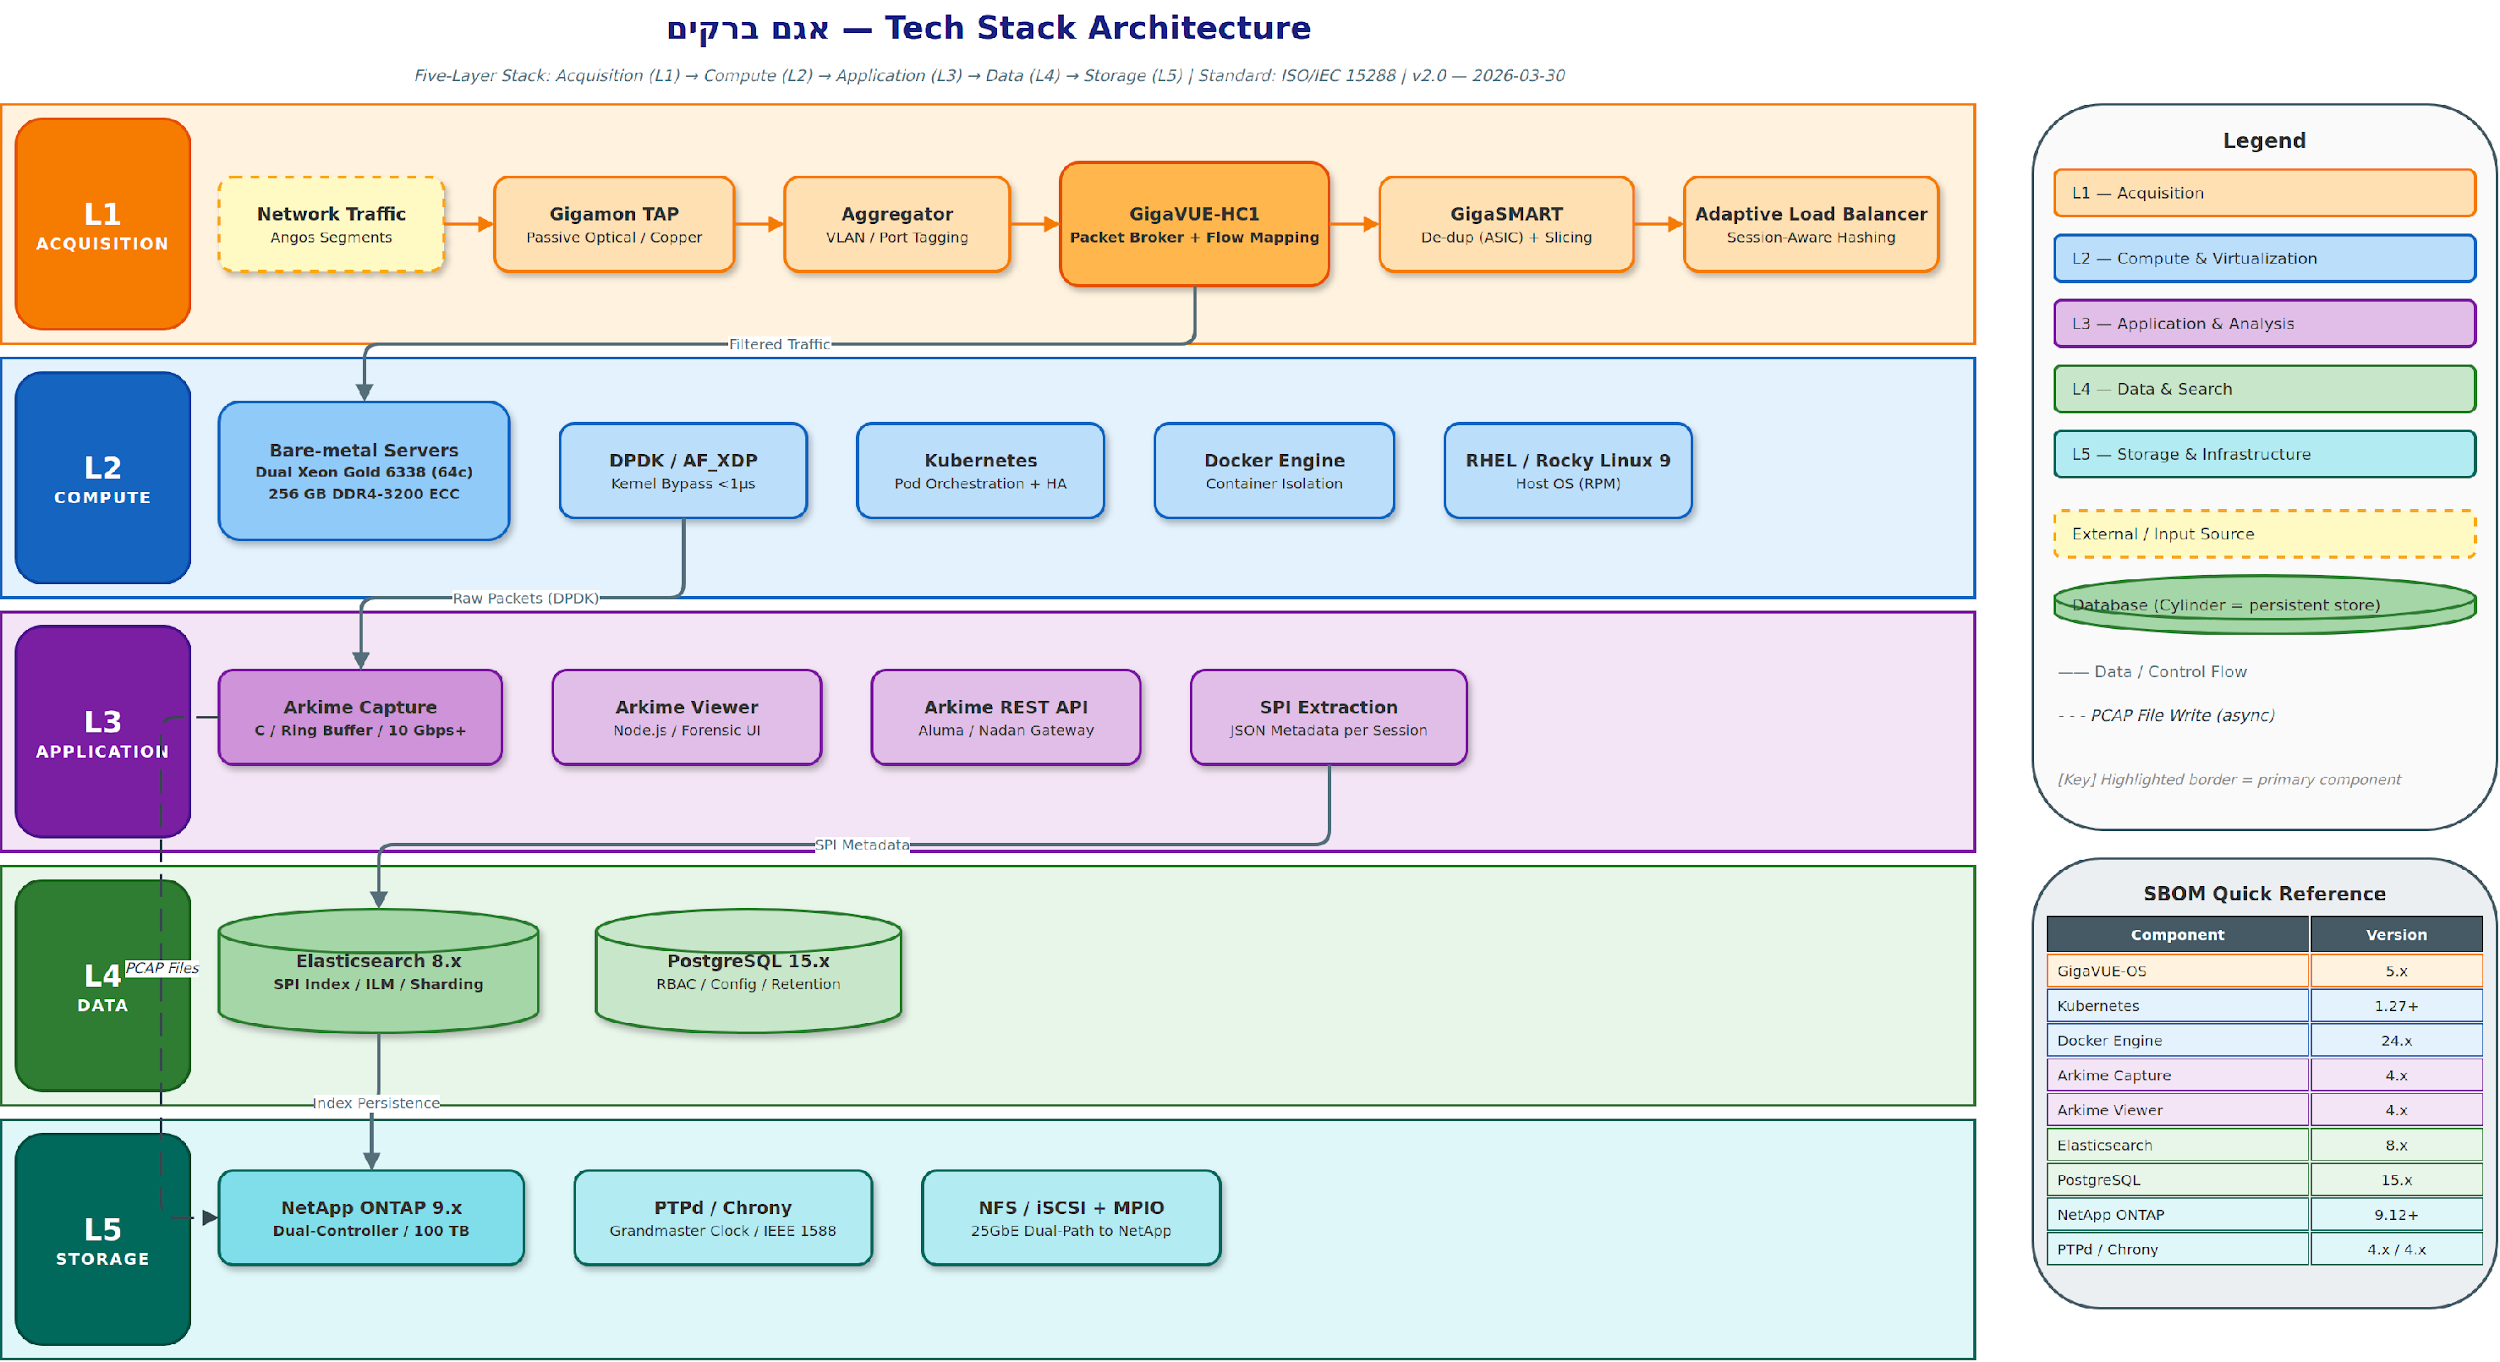 אגם ברקים — Tech Stack Architecture
Five-Layer Stack: Acquisition (L1) → Compute (L2) → Application (L3) → Data (L4) → Storage (L5) | Standard: ISO/IEC 15288 | v2.0 — 2026-03-30
L1
ACQUISITION
Network Traffic
Angos Segments
Gigamon TAP
Passive Optical / Copper
Aggregator
VLAN / Port Tagging
GigaVUE-HC1
Packet Broker + Flow Mapping
GigaSMART
De-dup (ASIC) + Slicing
Adaptive Load Balancer
Session-Aware Hashing
Filtered Traffic
L2
COMPUTE
Bare-metal Servers
Dual Xeon Gold 6338 (64c)
256 GB DDR4-3200 ECC
DPDK / AF_XDP
Kernel Bypass <1μs
Kubernetes
Pod Orchestration + HA
Docker Engine
Container Isolation
RHEL / Rocky Linux 9
Host OS (RPM)
Raw Packets (DPDK)
L3
APPLICATION
Arkime Capture
C / Ring Buffer / 10 Gbps+
Arkime Viewer
Node.js / Forensic UI
Arkime REST API
Aluma / Nadan Gateway
SPI Extraction
JSON Metadata per Session
SPI Metadata
L4
DATA
PCAP Files
Elasticsearch 8.x
SPI Index / ILM / Sharding
PostgreSQL 15.x
RBAC / Config / Retention
Index Persistence
L5
STORAGE
NetApp ONTAP 9.x
Dual-Controller / 100 TB
PTPd / Chrony
Grandmaster Clock / IEEE 1588
NFS / iSCSI + MPIO
25GbE Dual-Path to NetApp
Legend
L1 — Acquisition
L2 — Compute & Virtualization
L3 — Application & Analysis
L4 — Data & Search
L5 — Storage & Infrastructure
External / Input Source
Database (Cylinder = persistent store)
—— Data / Control Flow
- - - PCAP File Write (async)
[Key] Highlighted border = primary component
SBOM Quick Reference
Component Version
GigaVUE-OS 5.x
Kubernetes 1.27+
Docker Engine 24.x
Arkime Capture 4.x
Arkime Viewer 4.x
Elasticsearch 8.x
PostgreSQL 15.x
NetApp ONTAP 9.12+
PTPd / Chrony 4.x / 4.x